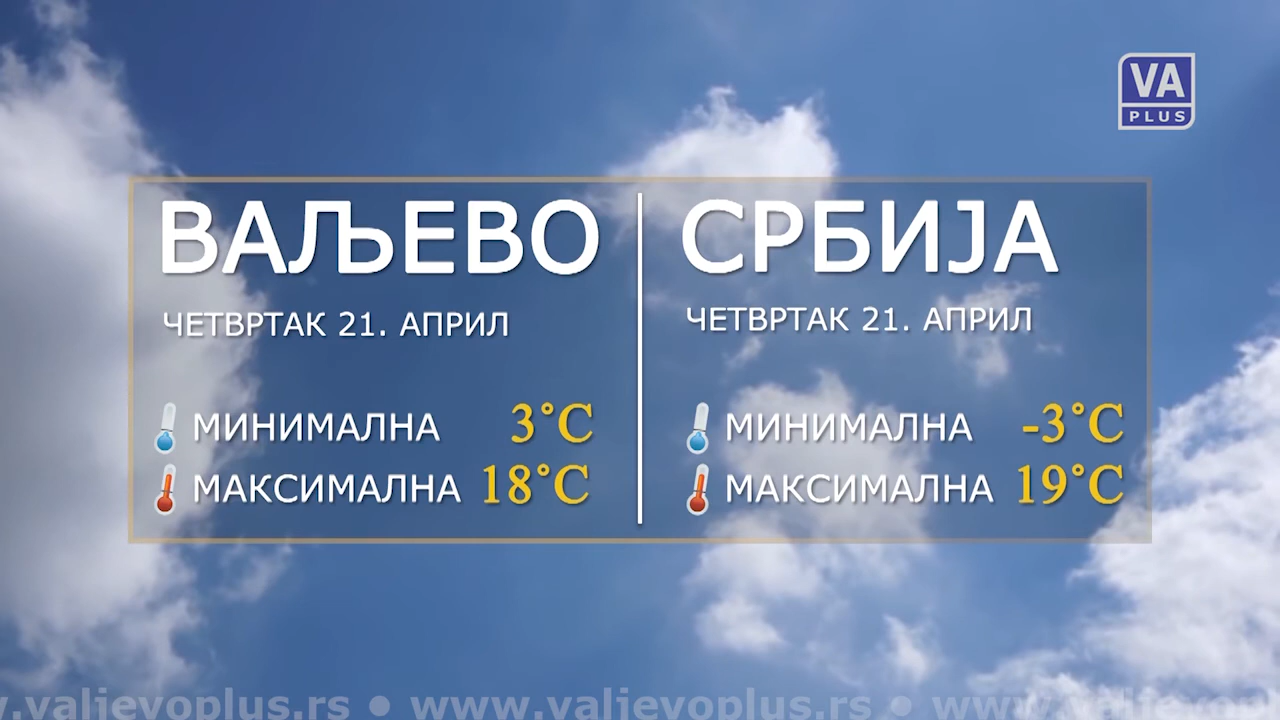 VA
PLUS
ВАЉЕВО
ЧЕТВРТАК 21. АПРИЛ
МИНИМАЛНА 3°C
МАКСИМАЛНА 18°C
СРБИЈА
ЧЕТВРТАК 21. АПРИЛ
МИНИМАЛНА -3°C
МАКСИМАЛНА 19°C
w.valjevoplus.rs • www.valjevoplus.rs • www.valjevoplus